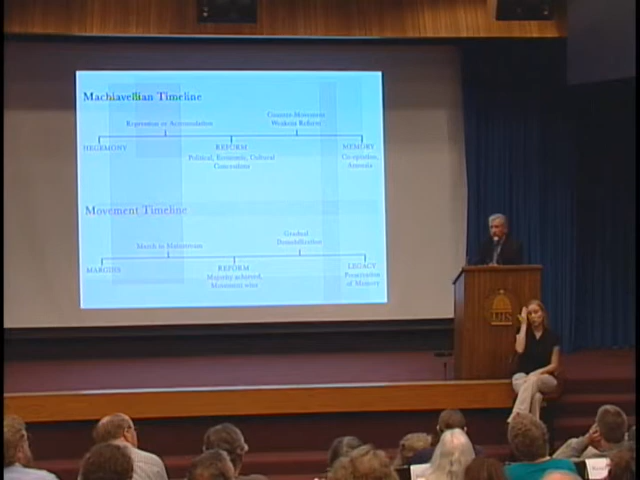 Machiavellian Timeline
Repression or Accommodation
Counter-Movement
Weakens Reform
HEGEMONY
REFORM
Political, Economic, Cultural
Concessions
MEMORY
Co-optation,
Amnesia
Movement Timeline
March to Mainstream
Gradual
Demobilization
MARGINS
REFORM
Majority achieved,
Movement wins
LEGACY
Preservation
of Memory